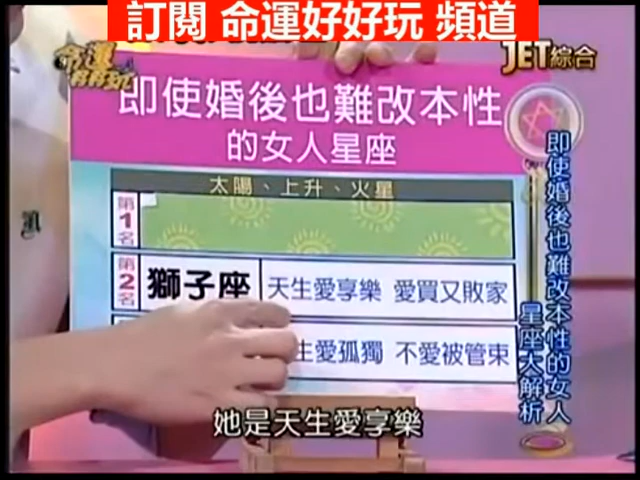 訂閱 命運好好玩 頻道
命運
好好玩
JET綜合
即使婚後也難改本性
的女人星座
太陽、上升、火星
第1名
第2名
獅子座
天生愛享樂 愛買又敗家
生愛孤獨 不愛被管束
即使婚後也難改本性的女人
星座大解析
她是天生愛享樂